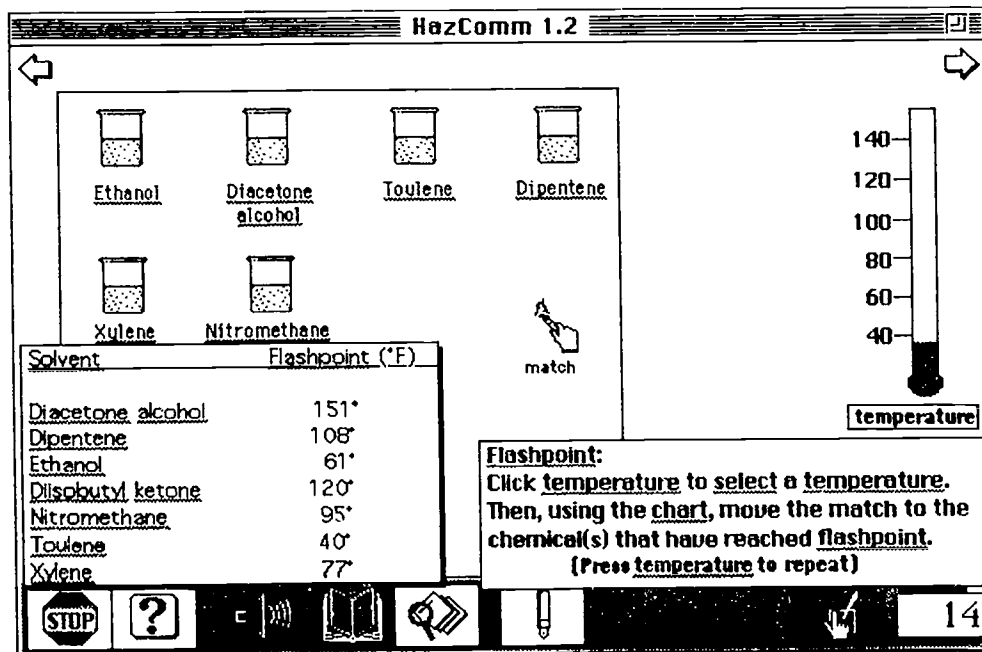 HazComm 1.2
Ethanol
Diacetone
alcohol
Toulene
Dipentene
Xylene
Nitromethane
match
140
120
100
80
60
40
temperature
Solvent Flashpoint (°F)
Diacetone alcohol 151°
Dipentene 108°
Ethanol 61°
Diisobutyl ketone 120°
Nitromethane 95°
Toulene 40°
Xylene 77°
Flashpoint:
Click temperature to select a temperature.
Then, using the chart, move the match to the
chemical(s) that have reached flashpoint.
(Press temperature to repeat)
STOP
?
14